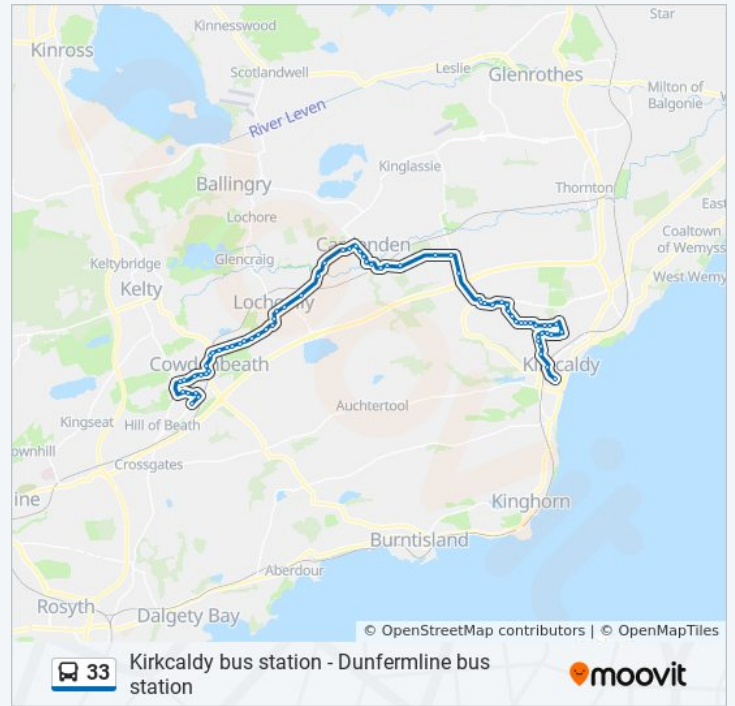 Star
Kinnesswood
Kinross
Scotlandwell
Leslie
Glenrothes
Milton of
Balgonie
River Leven
Kinglassie
Ballingry
Thornton
Lochore
East
Coaltown
of Wemyss
Keltybridge
Glencraig
West Wemy
Kelty
Kirkcaldy
Auchtertool
Kingseat
Hill of Beath
ownhill
Crossgates
ine
Kinghorn
Burntisland
Aberdour
Rosyth
Dalgety Bay
© OpenStreetMap contributors | © OpenMapTiles
33
Kirkcaldy bus station - Dunfermline bus
station
moovit